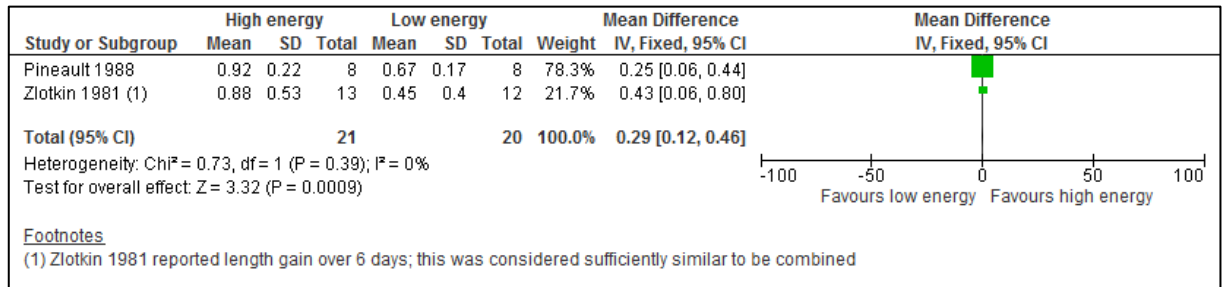 High energy Low energy Mean Difference Mean Difference
Study or Subgroup Mean SD Total Mean SD Total Weight IV, Fixed, 95% CI IV, Fixed, 95% CI
Pineault 1988 0.92 0.22 8 0.67 0.17 8 78.3% 0.25 [0.06, 0.44]
Zlotkin 1981 (1) 0.88 0.53 13 0.45 0.4 12 21.7% 0.43 [0.06, 0.80]
Total (95% CI) 21 20 100.0% 0.29 [0.12, 0.46]
Heterogeneity: Chi² = 0.73, df = 1 (P = 0.39); I² = 0%
Test for overall effect: Z = 3.32 (P = 0.0009)
-100 -50 0 50 100
Favours low energy Favours high energy
Footnotes
(1) Zlotkin 1981 reported length gain over 6 days; this was considered sufficiently similar to be combined